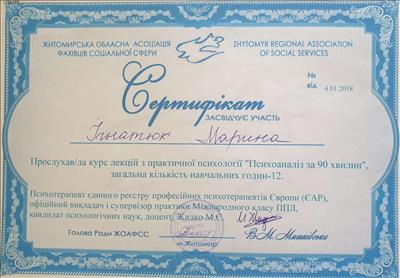 ЖИТОМИРСЬКА ОБЛАСНА АСОЦІАЦІЯ
ФАХІВЦІВ СОЦІАЛЬНОЇ СФЕРИ
ZHYTOMYR REGIONAL ASSOCIATION
OF SOCIAL SERVICES
№
від 4.01.2018
Сертифікат
ЗАСВІДЧУЄ УЧАСТЬ
Ігнатюк Марина
Прослухав/ла курс лекцій з практичної психології "Психоаналіз за 90 хвилин",
загальна кількість навчальних годин-12.
Психотерапевт єдиного реєстру професійних психотерапевтів Європи (ЄАР),
офіційний викладач і супервізор практики Міжнародного класу ППЛ,
кандидат психологічних наук, доцент, Жидко М.Є.
Голова Ради ЖОАФСС
В.М. Мишківська
м.Житомир